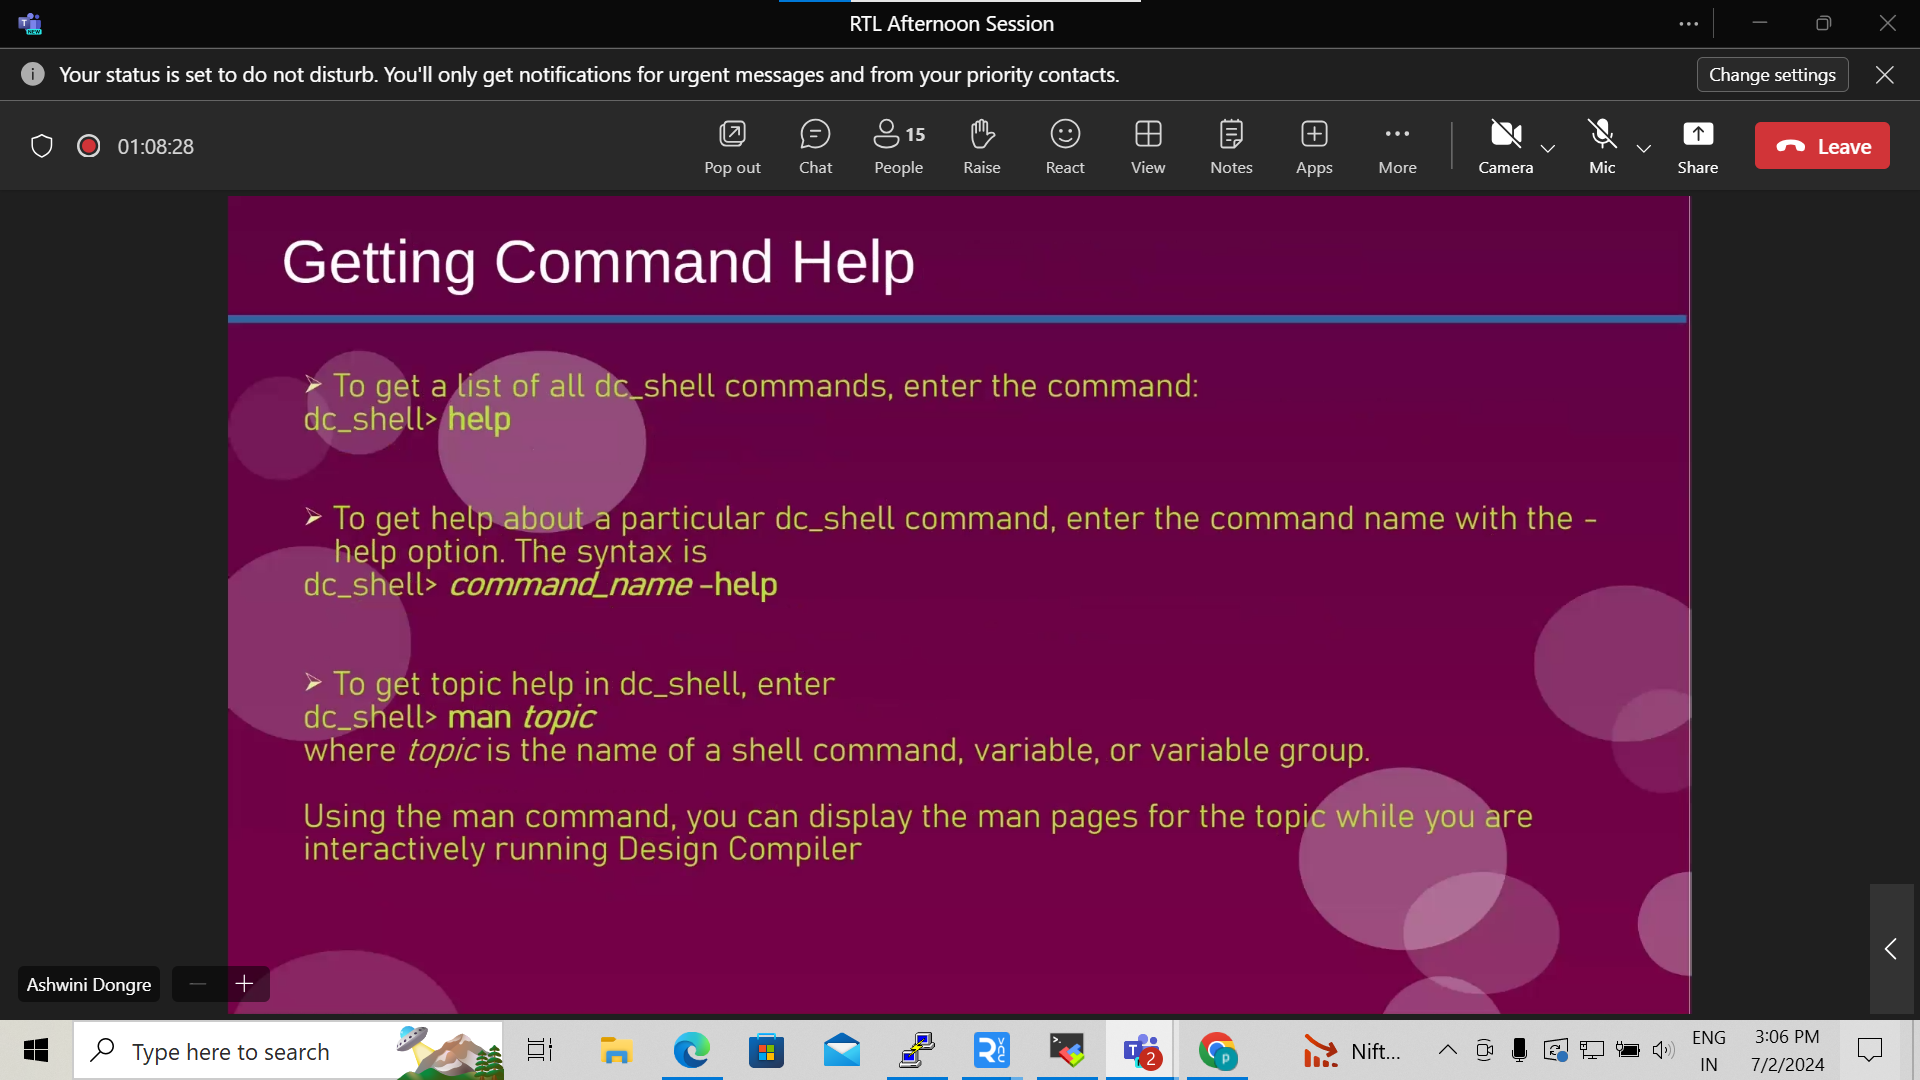 RTL Afternoon Session
Your status is set to do not disturb. You'll only get notifications for urgent messages and from your priority contacts.
Change settings
01:08:28
Pop out
Chat
15
People
Raise
React
View
Notes
Apps
More
Camera
Mic
Share
Leave
Getting Command Help
➢ To get a list of all dc_shell commands, enter the command:
dc_shell> help
➢ To get help about a particular dc_shell command, enter the command name with the -
help option. The syntax is
dc_shell> command_name -help
➢ To get topic help in dc_shell, enter
dc_shell> man topic
where topic is the name of a shell command, variable, or variable group.
Using the man command, you can display the man pages for the topic while you are
interactively running Design Compiler
Ashwini Dongre
Type here to search
2
p
Nift...
ENG
IN
3:06 PM
7/2/2024